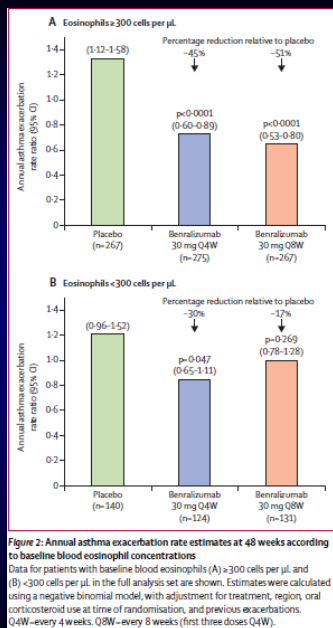 A Eosinophils ≥300 cells per μL
Percentage reduction relative to placebo
–45% –51%
(1·12–1·58)
p<0·0001
(0·60–0·89)
p<0·0001
(0·53–0·80)
Annual asthma exacerbation
rate ratio (95% CI)
1·4
1·2
1·0
0·8
0·6
0·4
0·2
0
Placebo
(n=267)
Benralizumab
30 mg Q4W
(n=275)
Benralizumab
30 mg Q8W
(n=267)
B Eosinophils <300 cells per μL
Percentage reduction relative to placebo
–30% –17%
(0·96–1·52)
p=0·047
(0·65–1·11)
p=0·269
(0·78–1·28)
Annual asthma exacerbation
rate ratio (95% CI)
1·4
1·2
1·0
0·8
0·6
0·4
0·2
0
Placebo
(n=140)
Benralizumab
30 mg Q4W
(n=124)
Benralizumab
30 mg Q8W
(n=131)
Figure 2: Annual asthma exacerbation rate estimates at 48 weeks according
to baseline blood eosinophil concentrations
Data for patients with baseline blood eosinophils (A) ≥300 cells per μL and
(B) <300 cells per μL in the full analysis set are shown. Estimates were calculated
using a negative binomial model, with adjustment for treatment, region, oral
corticosteroid use at time of randomisation, and previous exacerbations.
Q4W=every 4 weeks. Q8W=every 8 weeks (first three doses Q4W).